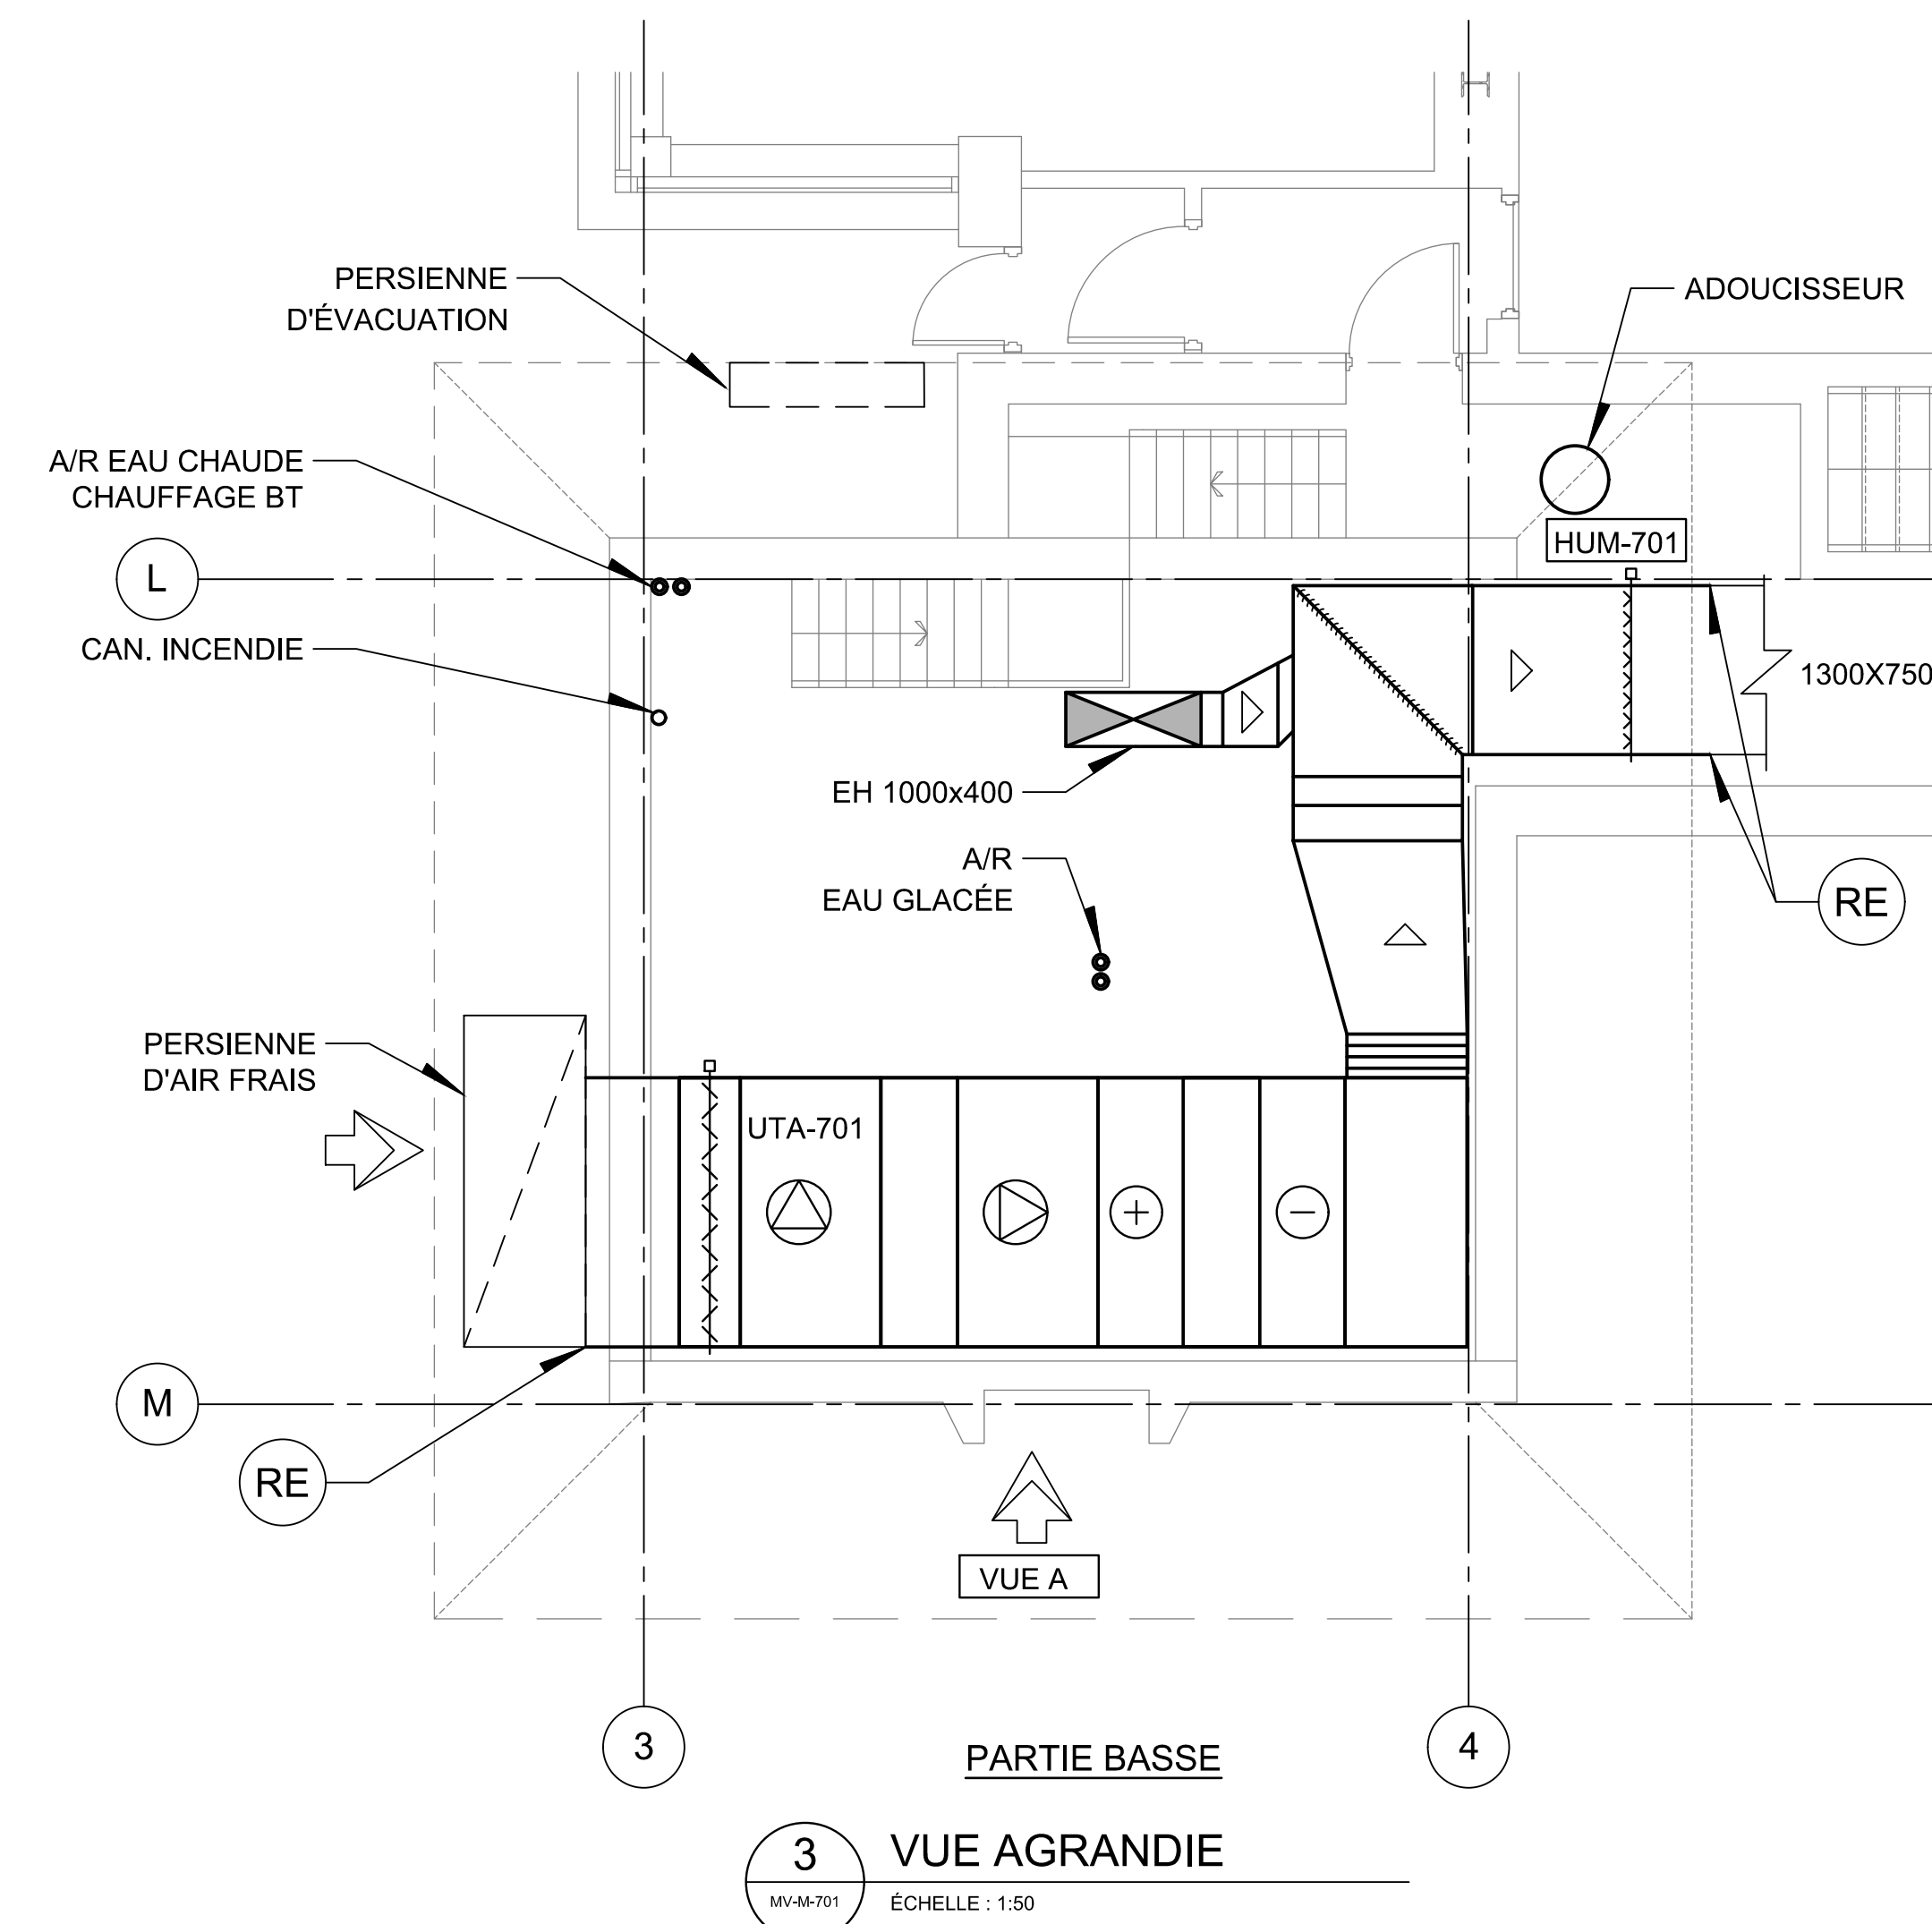 PERSIENNE
D'ÉVACUATION
ADOUCISSEUR
A/R EAU CHAUDE
CHAUFFAGE BT
HUM-701
L
CAN. INCENDIE
1300X750
EH 1000x400
A/R
EAU GLACÉE
RE
PERSIENNE
D'AIR FRAIS
UTA-701
M
RE
VUE A
3
4
PARTIE BASSE
3
VUE AGRANDIE
MV-M-701
ÉCHELLE : 1:50